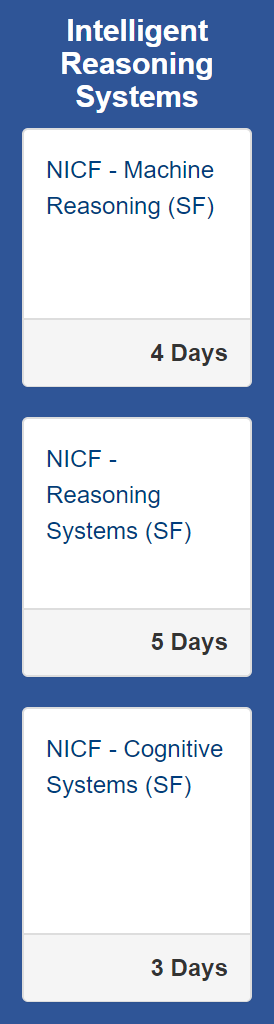 Intelligent
Reasoning
Systems
NICF - Machine
Reasoning (SF)
4 Days
NICF -
Reasoning
Systems (SF)
5 Days
NICF - Cognitive
Systems (SF)
3 Days